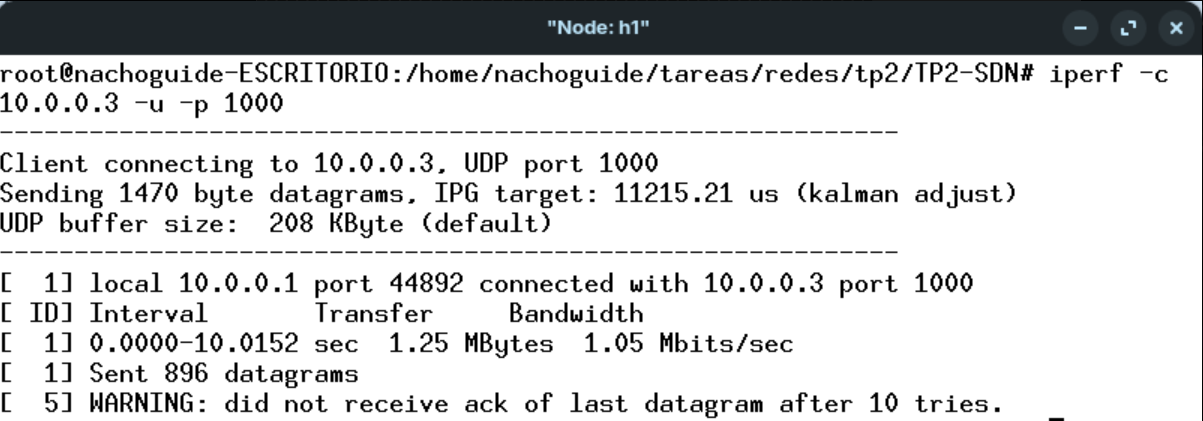 "Node: h1"
root@nachoguide-ESCRITORIO:/home/nachoguide/tareas/redes/tp2/TP2-SDN# iperf -c
10.0.0.3 -u -p 1000
------------------------------------------------------------
Client connecting to 10.0.0.3, UDP port 1000
Sending 1470 byte datagrams, IPG target: 11215.21 us (kalman adjust)
UDP buffer size:  208 KByte (default)
------------------------------------------------------------
[  1] local 10.0.0.1 port 44892 connected with 10.0.0.3 port 1000
[ ID] Interval       Transfer     Bandwidth
[  1] 0.0000-10.0152 sec  1.25 MBytes  1.05 Mbits/sec
[  1] Sent 896 datagrams
[  5] WARNING: did not receive ack of last datagram after 10 tries.